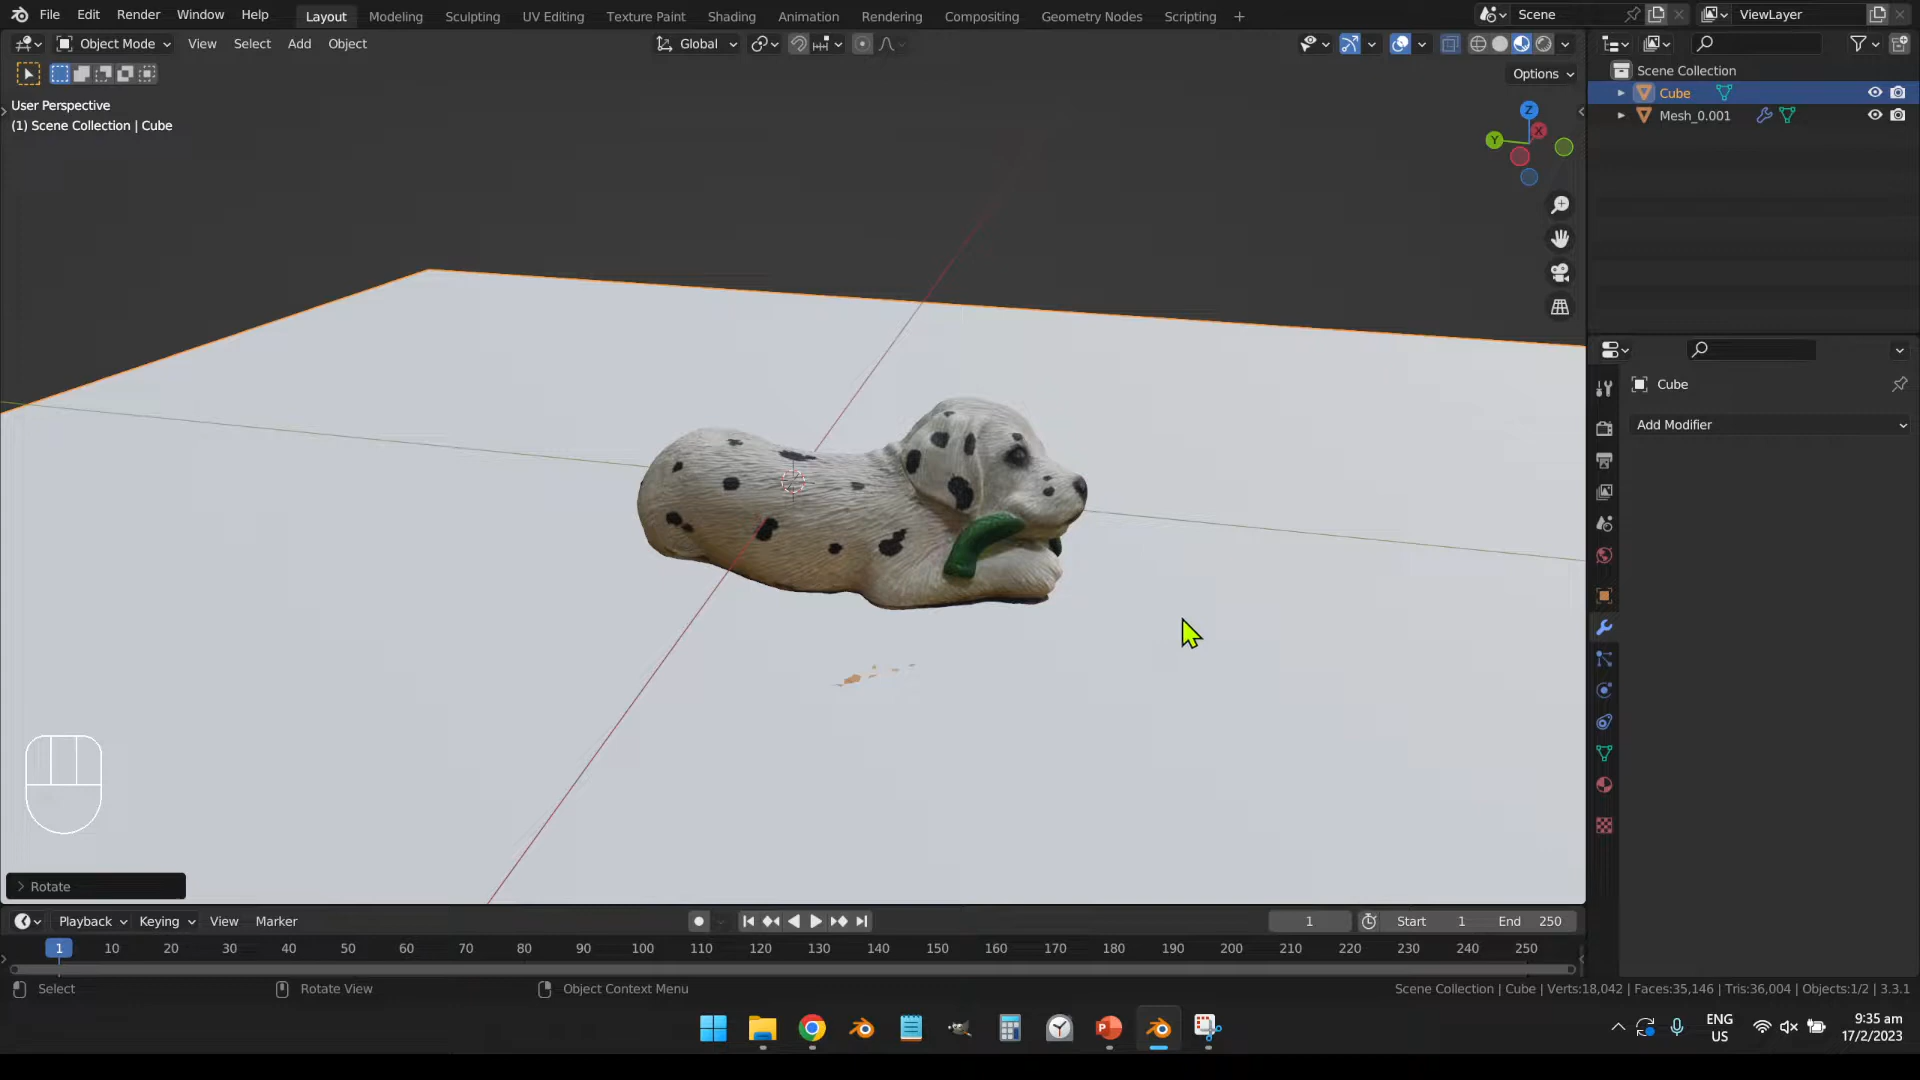 File Edit Render Window Help Layout Modeling Sculpting UV Editing Texture Paint Shading Animation Rendering Compositing Geometry Nodes Scripting + Scene ViewLayer
Object Mode View Select Add Object Global
Options
Scene Collection
Cube
Mesh_0.001
User Perspective
(1) Scene Collection | Cube
Z
X
Y
Cube
Add Modifier
Rotate
Playback Keying View Marker 1 Start 1 End 250
1 10 20 30 40 50 60 70 80 90 100 110 120 130 140 150 160 170 180 190 200 210 220 230 240 250
Select Rotate View Object Context Menu Scene Collection | Cube | Verts:18,042 | Faces:35,146 | Tris:36,004 | Objects:1/2 | 3.3.1
ENG
US
9:35 am
17/2/2023